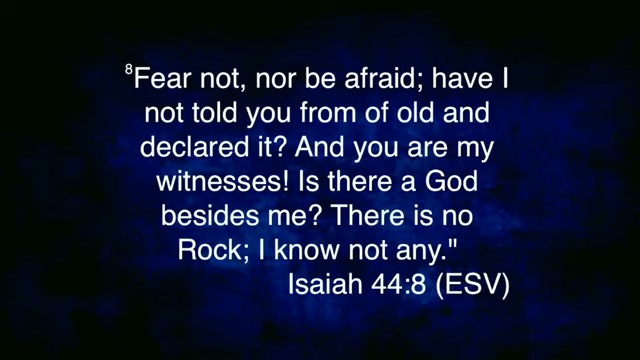 ⁸Fear not, nor be afraid; have I
not told you from of old and
declared it? And you are my
witnesses! Is there a God
besides me? There is no
Rock; I know not any."
Isaiah 44:8 (ESV)